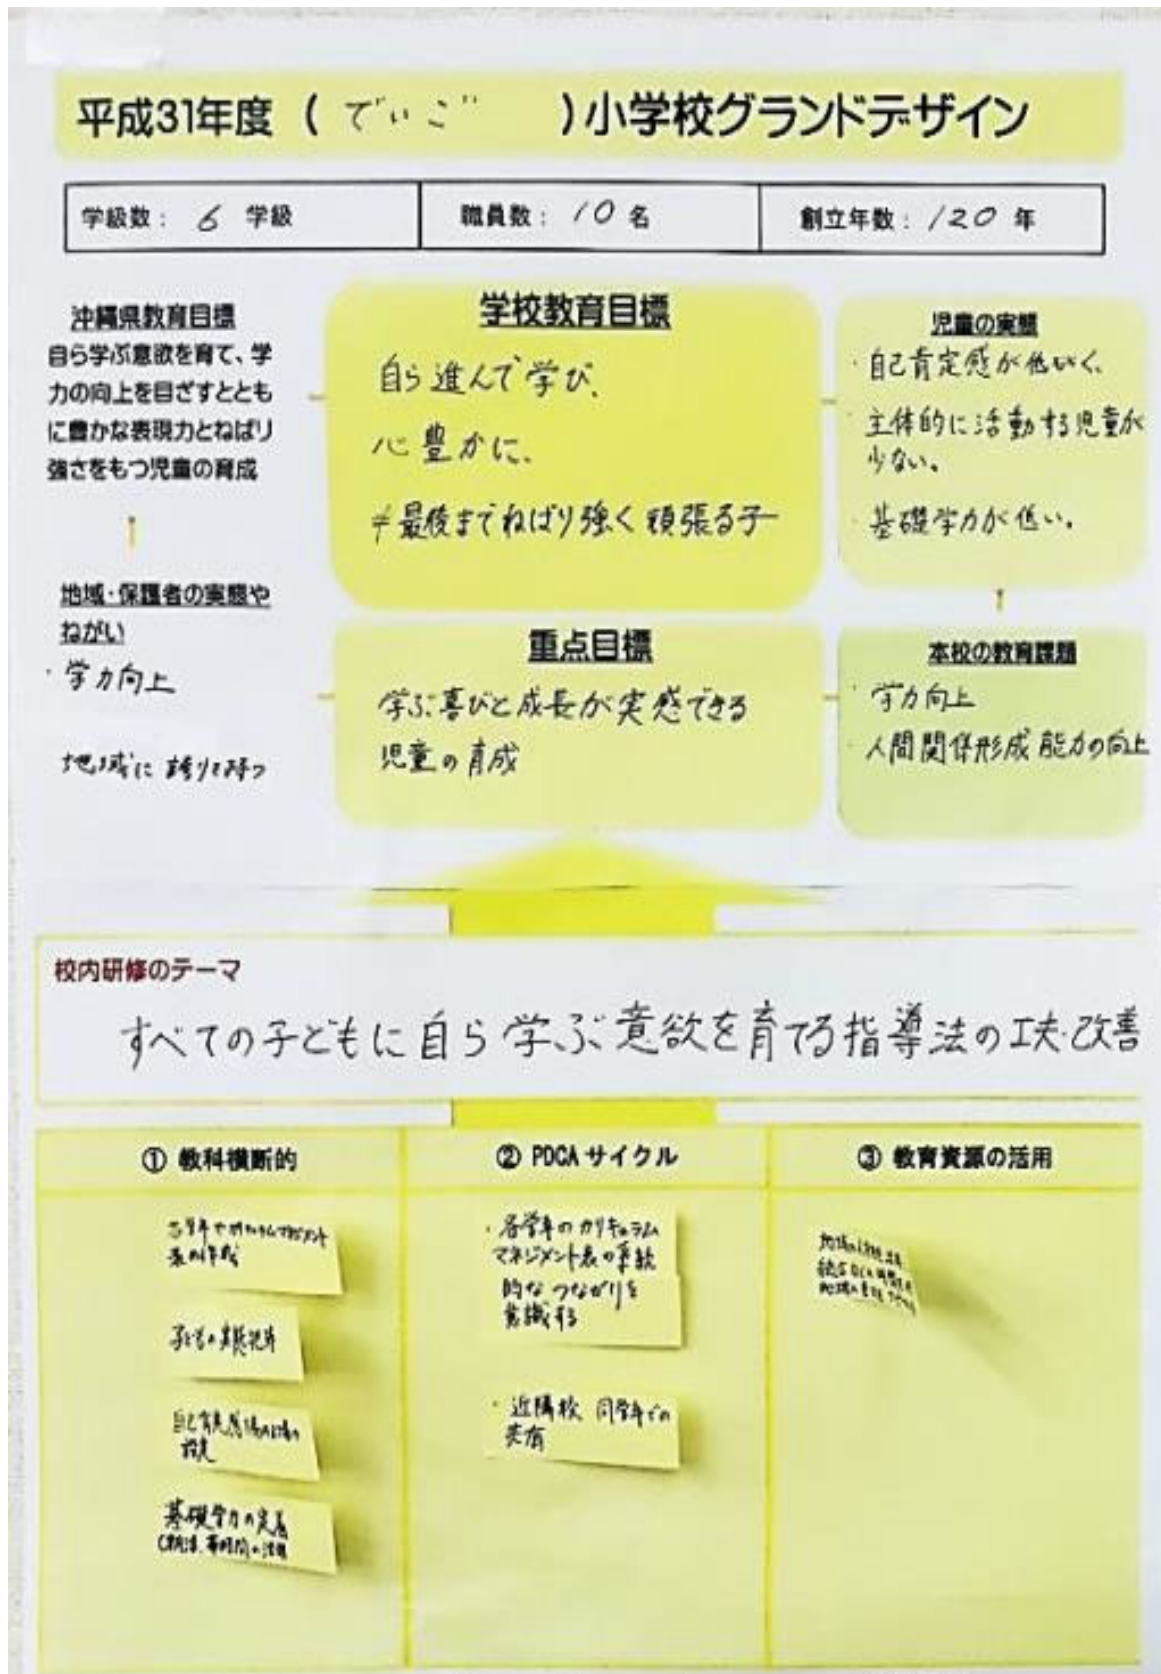 平成31年度 ( でいご ) 小学校グランドデザイン
学級数: 6 学級
職員数: 10 名
創立年数: 120 年
沖縄県教育目標
自ら学ぶ意欲を育て、学
力の向上を目ざすととも
に豊かな表現力とねばり
強さをもつ児童の育成
学校教育目標
自ら進んで学び、
心豊かに、
最後までねばり強く頑張る子
児童の実態
・自己肯定感が低く、
・主体的に活動する児童が
少ない。
・基礎学力が低い。
地域・保護者の実態や
ねがい
・学力向上
地域に誇りを持つ
重点目標
学ぶ喜びと成長が実感できる
児童の育成
本校の教育課題
・学力向上
・人間関係形成能力の向上
校内研修のテーマ
すべての子どもに自ら学ぶ意欲を育てる指導法の工夫・改善
① 教科横断的
表の作成
子どもの実態把握
設定
基礎学力の定着
② PDCA サイクル
・各学年のカリキュラム
マネジメント表の系統
的なつながりを
意識する
・近隣校、同学年での
共有
③ 教育資源の活用